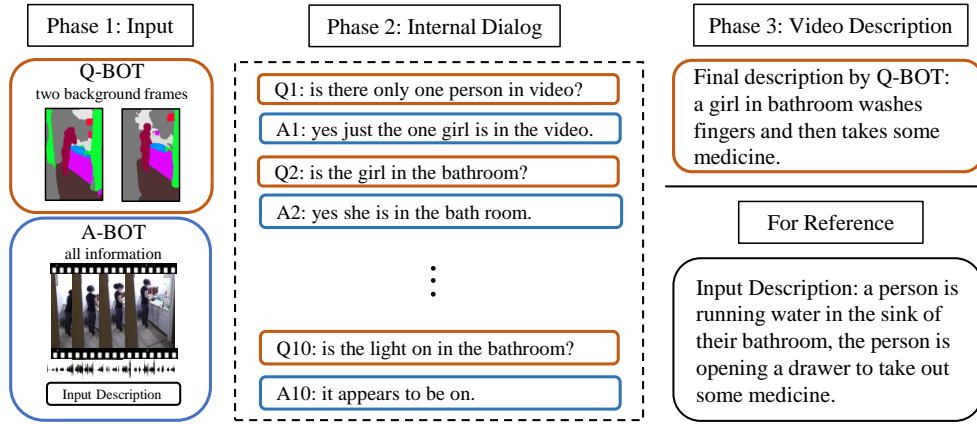 Phase 1: Input
Q-BOT
two background frames
A-BOT
all information
Input Description
Phase 2: Internal Dialog
Q1: is there only one person in video?
A1: yes just the one girl is in the video.
Q2: is the girl in the bathroom?
A2: yes she is in the bath room.
Q10: is the light on in the bathroom?
A10: it appears to be on.
Phase 3: Video Description
Final description by Q-BOT:
a girl in bathroom washes
fingers and then takes some
medicine.
For Reference
Input Description: a person is
running water in the sink of
their bathroom, the person is
opening a drawer to take out
some medicine.